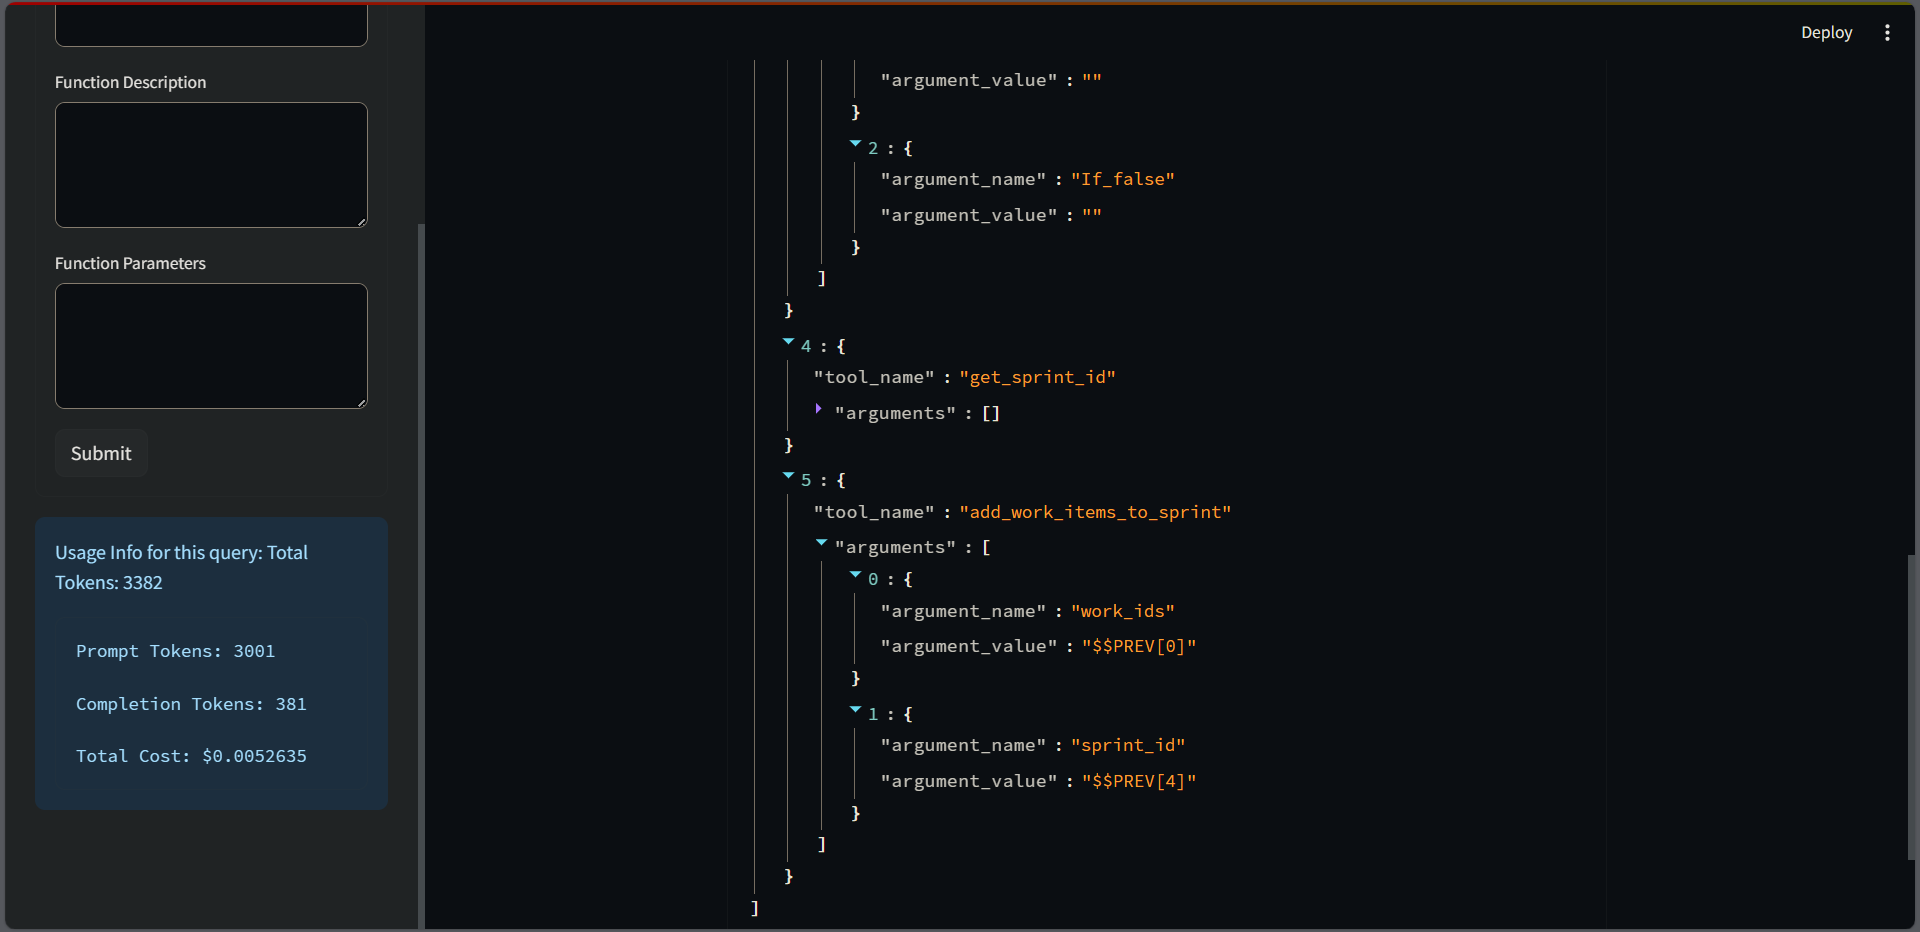 Function Description
Function Parameters
Submit
Usage Info for this query: Total
Tokens: 3382
Prompt Tokens: 3001
Completion Tokens: 381
Total Cost: $0.0052635
Deploy
"argument_value" : ""
}
2 : {
"argument_name" : "If_false"
"argument_value" : ""
}
]
}
4 : {
"tool_name" : "get_sprint_id"
"arguments" : []
}
5 : {
"tool_name" : "add_work_items_to_sprint"
"arguments" : [
0 : {
"argument_name" : "work_ids"
"argument_value" : "$$PREV[0]"
}
1 : {
"argument_name" : "sprint_id"
"argument_value" : "$$PREV[4]"
}
]
}
]